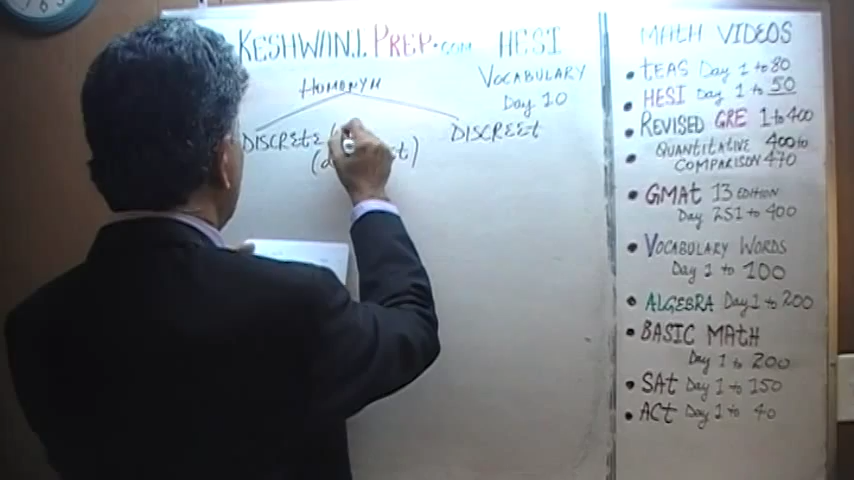 KESHWANI PREP.COM HESI
VOCABULARY
Day 10
HOMONYM
DISCRETE (
DISCREET
MATH VIDEOS
• TEAS Day 1 to 80
• HESI Day 1 to 50
• REVISED GRE 1 to 400
• QUANTITATIVE 400 to
COMPARISON 470
• GMAT 13 EDITION
Day 251 to 400
• VOCABULARY WORDS
Day 1 to 100
• ALGEBRA Day 1 to 200
• BASIC MATH
Day 1 to 200
• SAT Day 1 to 150
• ACT Day 1 to 40